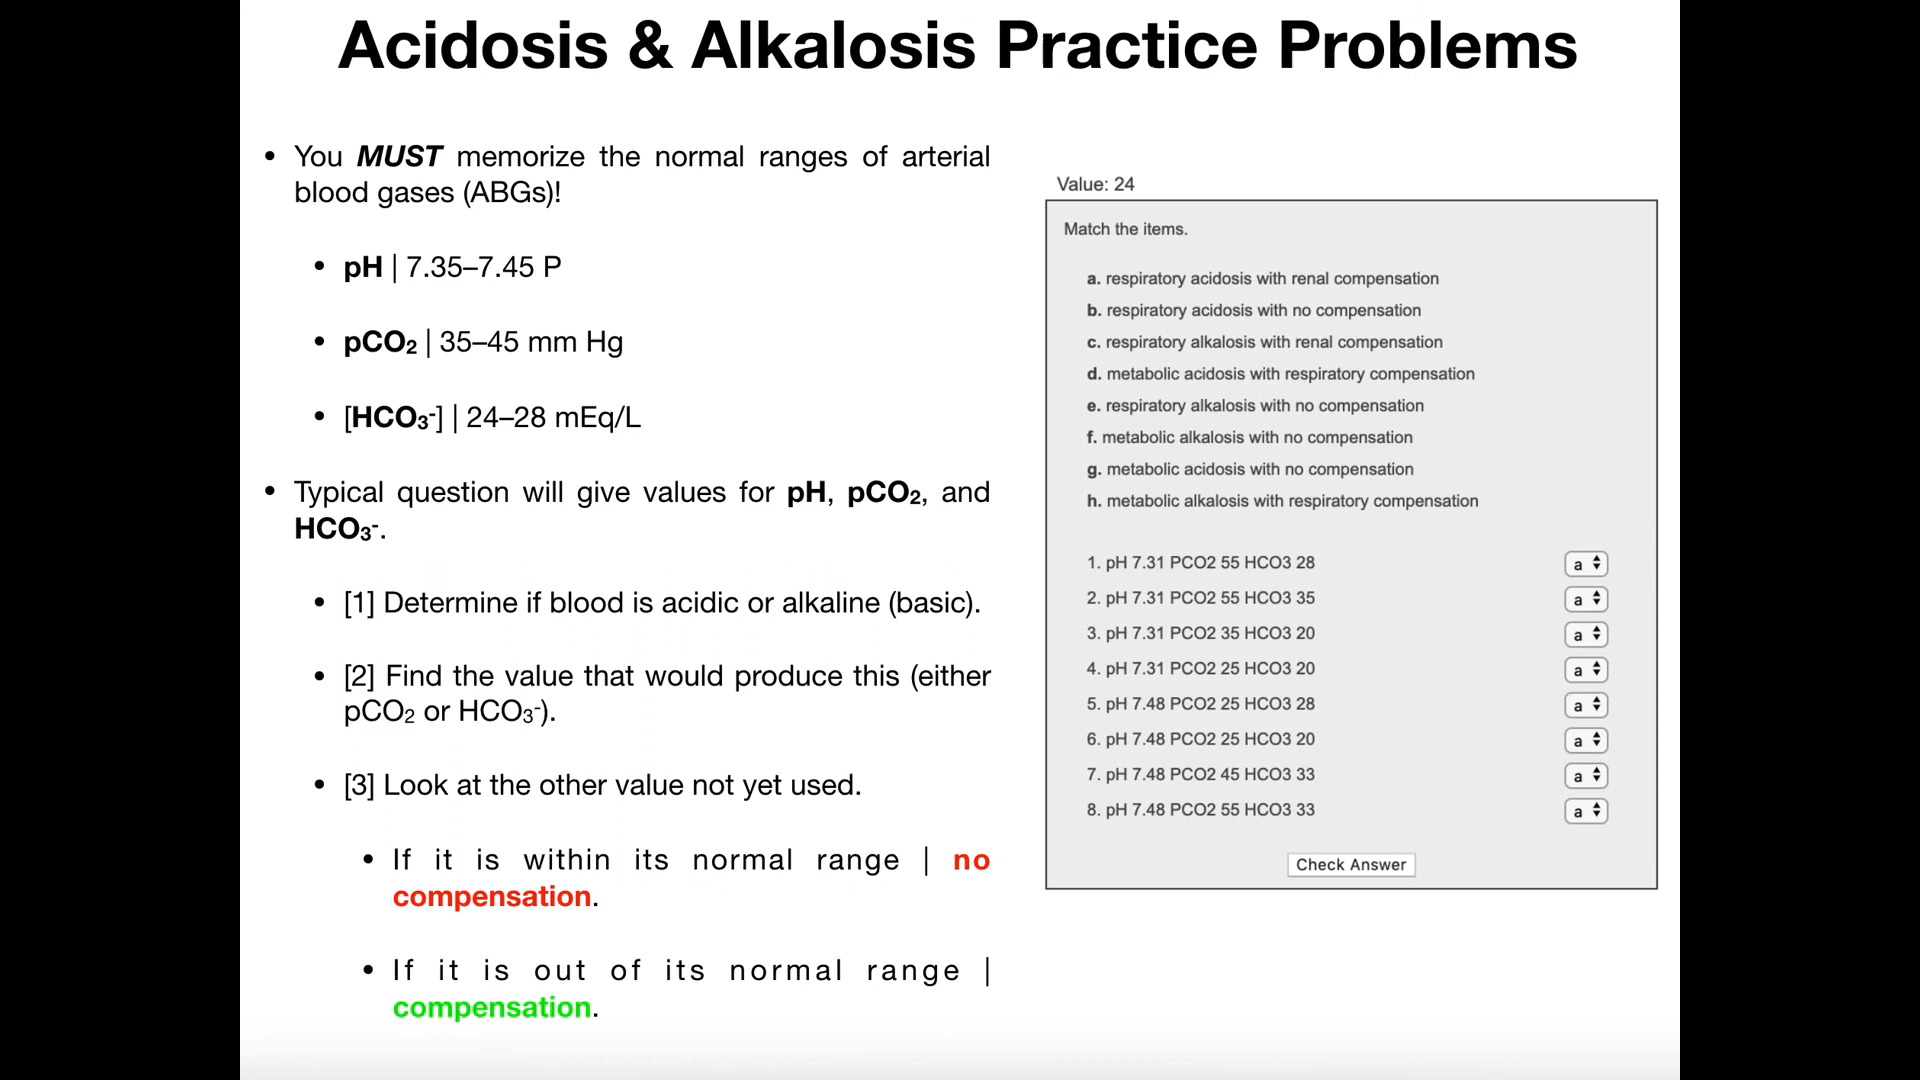 Acidosis & Alkalosis Practice Problems
• You MUST memorize the normal ranges of arterial
blood gases (ABGs)!
• pH | 7.35–7.45 P
• pCO₂ | 35–45 mm Hg
• [HCO₃⁻] | 24–28 mEq/L
• Typical question will give values for pH, pCO₂, and
HCO₃⁻.
• [1] Determine if blood is acidic or alkaline (basic).
• [2] Find the value that would produce this (either
pCO₂ or HCO₃⁻).
• [3] Look at the other value not yet used.
• If it is within its normal range | no
compensation.
• If it is out of its normal range |
compensation.
Value: 24
Match the items.
a. respiratory acidosis with renal compensation
b. respiratory acidosis with no compensation
c. respiratory alkalosis with renal compensation
d. metabolic acidosis with respiratory compensation
e. respiratory alkalosis with no compensation
f. metabolic alkalosis with no compensation
g. metabolic acidosis with no compensation
h. metabolic alkalosis with respiratory compensation
1. pH 7.31 PCO2 55 HCO3 28 a
2. pH 7.31 PCO2 55 HCO3 35 a
3. pH 7.31 PCO2 35 HCO3 20 a
4. pH 7.31 PCO2 25 HCO3 20 a
5. pH 7.48 PCO2 25 HCO3 28 a
6. pH 7.48 PCO2 25 HCO3 20 a
7. pH 7.48 PCO2 45 HCO3 33 a
8. pH 7.48 PCO2 55 HCO3 33 a
Check Answer